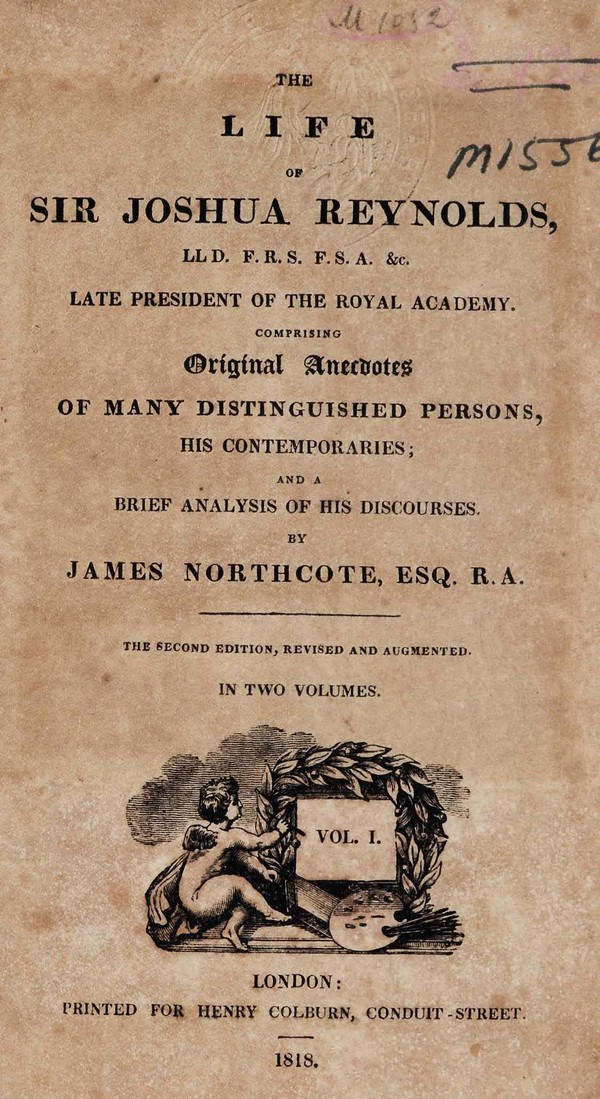 M1032
M155
THE
LIFE
OF
SIR JOSHUA REYNOLDS,
LL D. F. R. S. F. S. A. &c.
LATE PRESIDENT OF THE ROYAL ACADEMY.
COMPRISING
Original Anecdotes
OF MANY DISTINGUISHED PERSONS,
HIS CONTEMPORARIES;
AND A
BRIEF ANALYSIS OF HIS DISCOURSES.
BY
JAMES NORTHCOTE, ESQ. R. A.
THE SECOND EDITION, REVISED AND AUGMENTED.
IN TWO VOLUMES.
VOL. I.
LONDON:
PRINTED FOR HENRY COLBURN, CONDUIT-STREET.
1818.